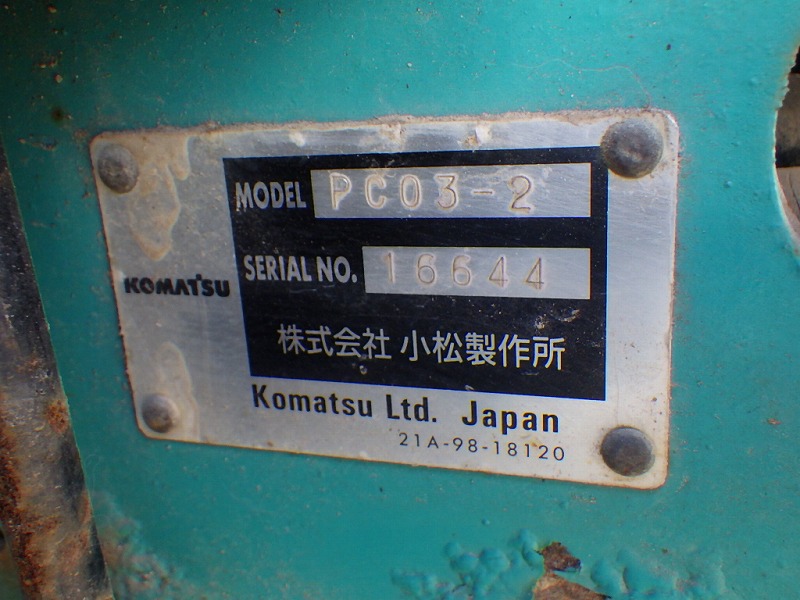 MODEL PC03-2
SERIAL NO. 16644
KOMATSU
株式会社 小松製作所
Komatsu Ltd. Japan
21A-98-18120